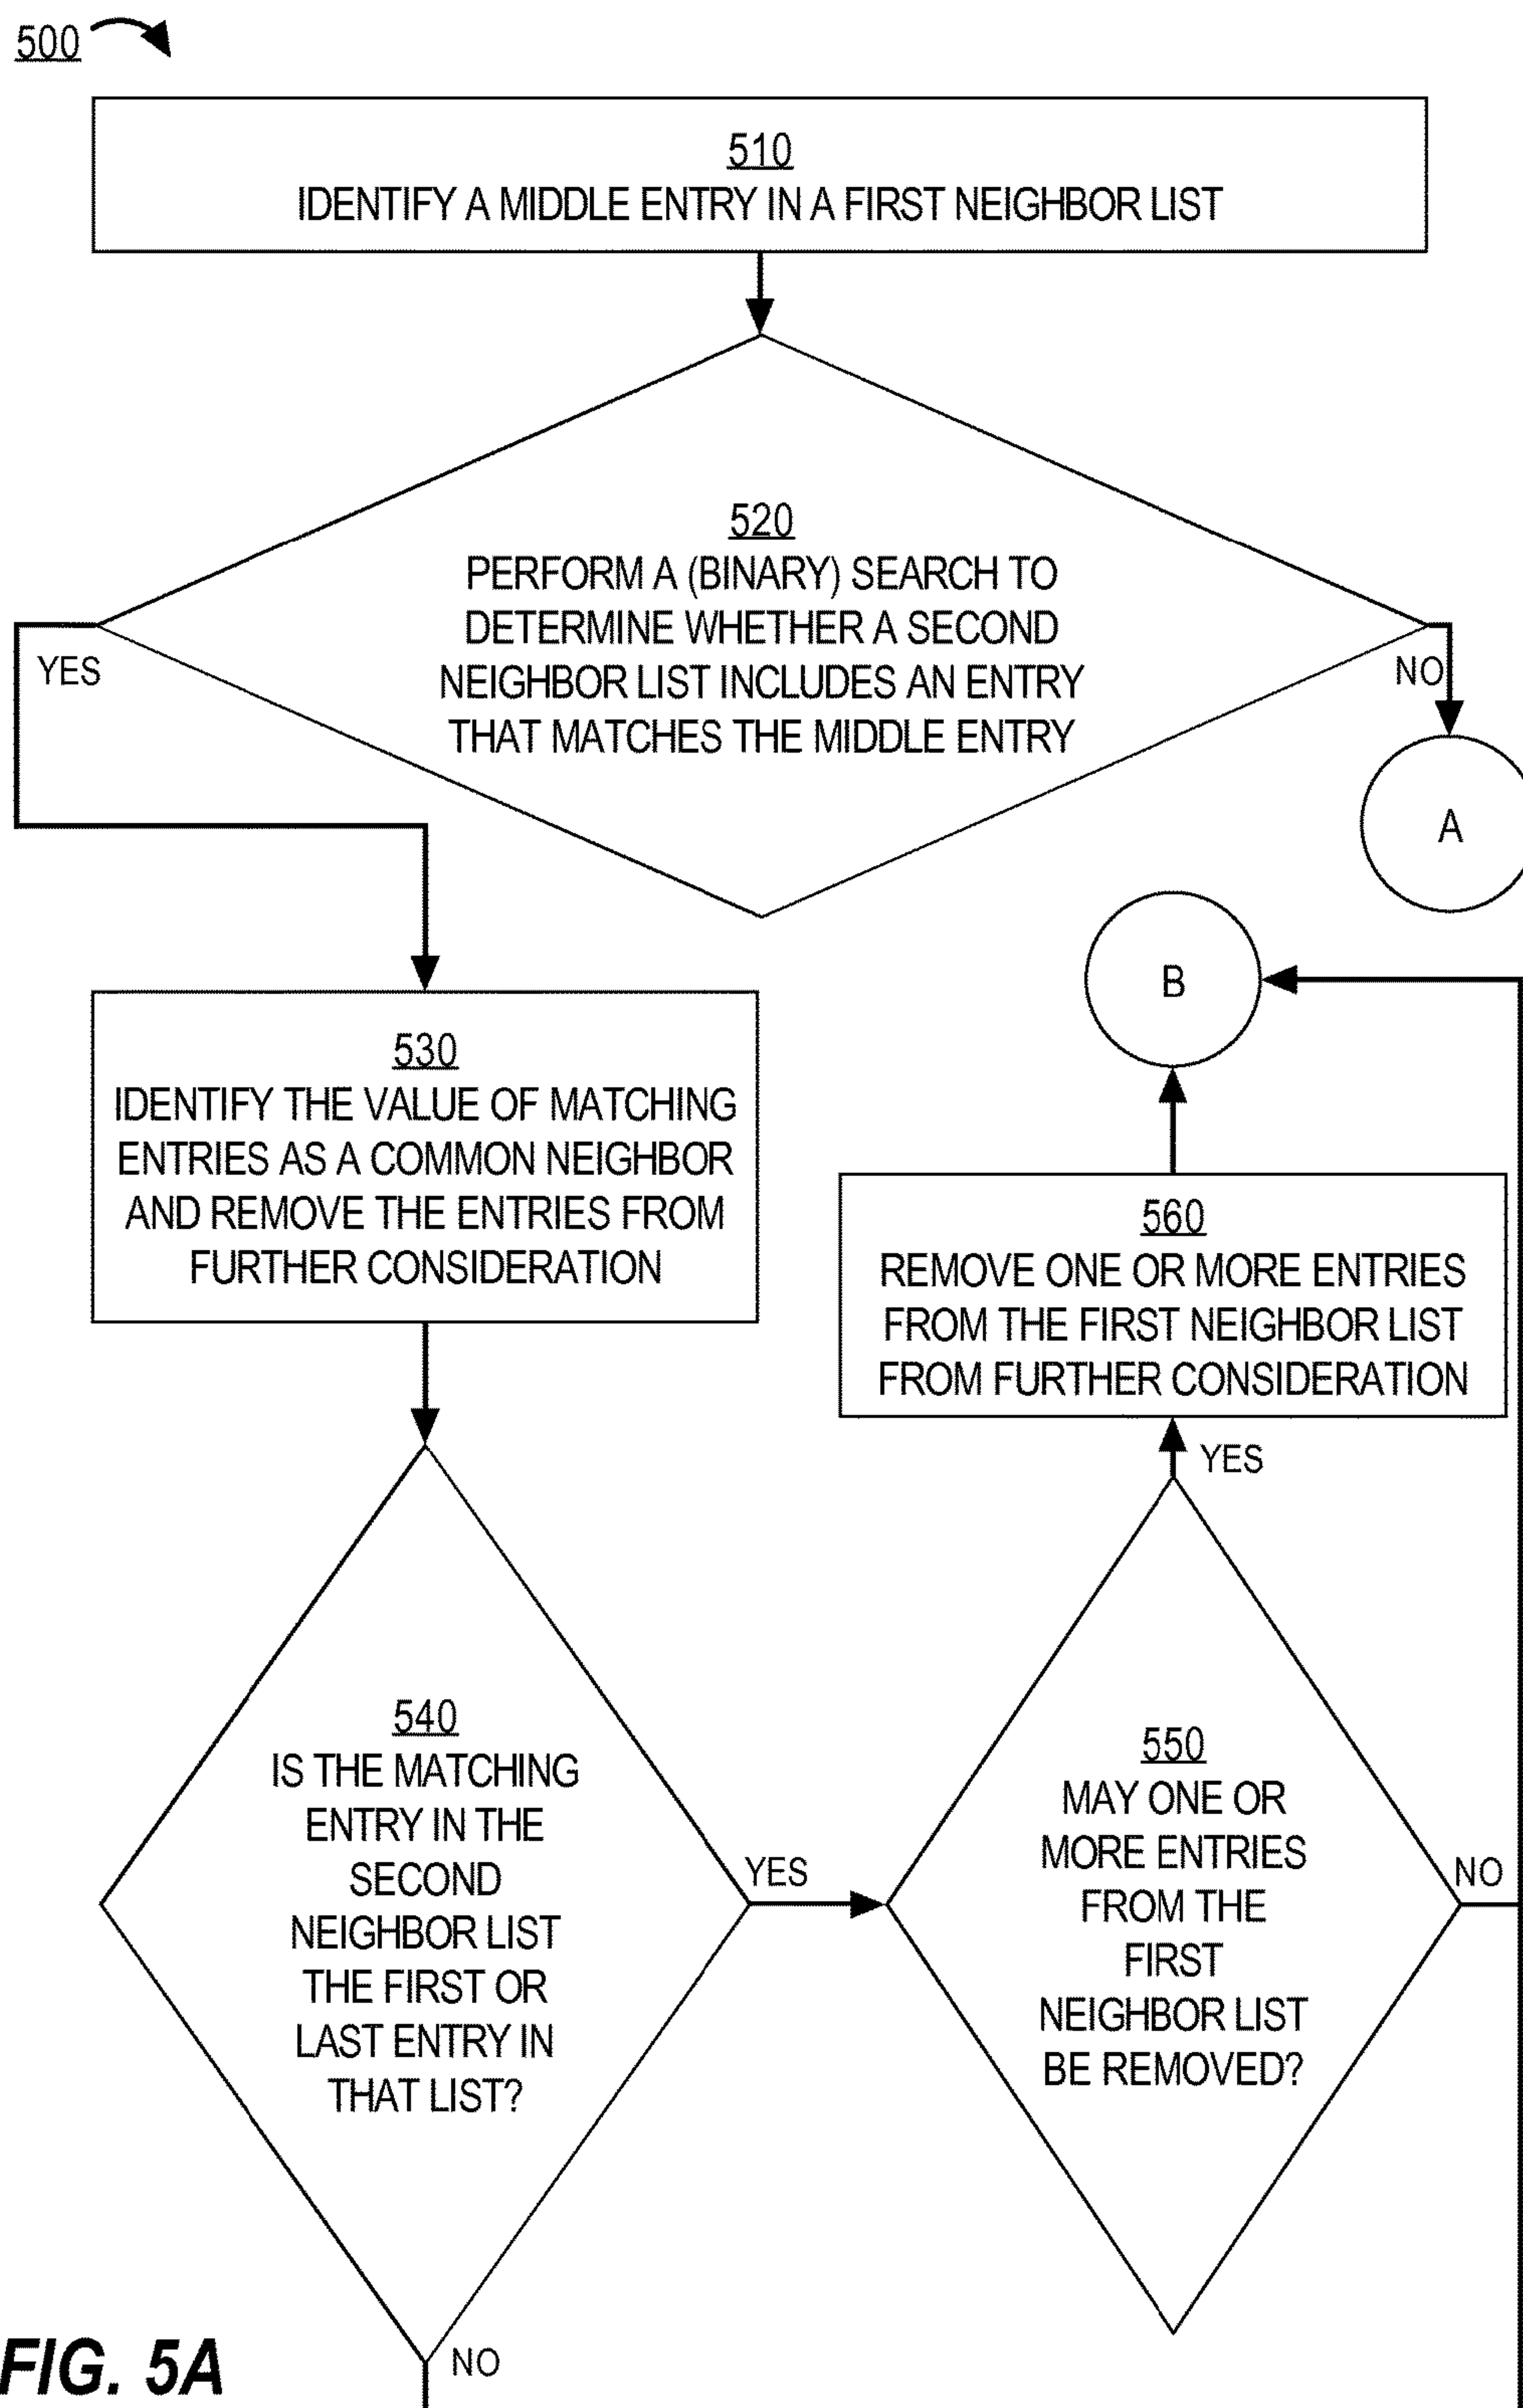 500
510
IDENTIFY A MIDDLE ENTRY IN A FIRST NEIGHBOR LIST
520
PERFORM A (BINARY) SEARCH TO
DETERMINE WHETHER A SECOND
NEIGHBOR LIST INCLUDES AN ENTRY
THAT MATCHES THE MIDDLE ENTRY
YES
NO
A
B
530
IDENTIFY THE VALUE OF MATCHING
ENTRIES AS A COMMON NEIGHBOR
AND REMOVE THE ENTRIES FROM
FURTHER CONSIDERATION
560
REMOVE ONE OR MORE ENTRIES
FROM THE FIRST NEIGHBOR LIST
FROM FURTHER CONSIDERATION
YES
540
IS THE MATCHING
ENTRY IN THE
SECOND
NEIGHBOR LIST
THE FIRST OR
LAST ENTRY IN
THAT LIST?
YES
550
MAY ONE OR
MORE ENTRIES
FROM THE
FIRST
NEIGHBOR LIST
BE REMOVED?
NO
NO
FIG. 5A